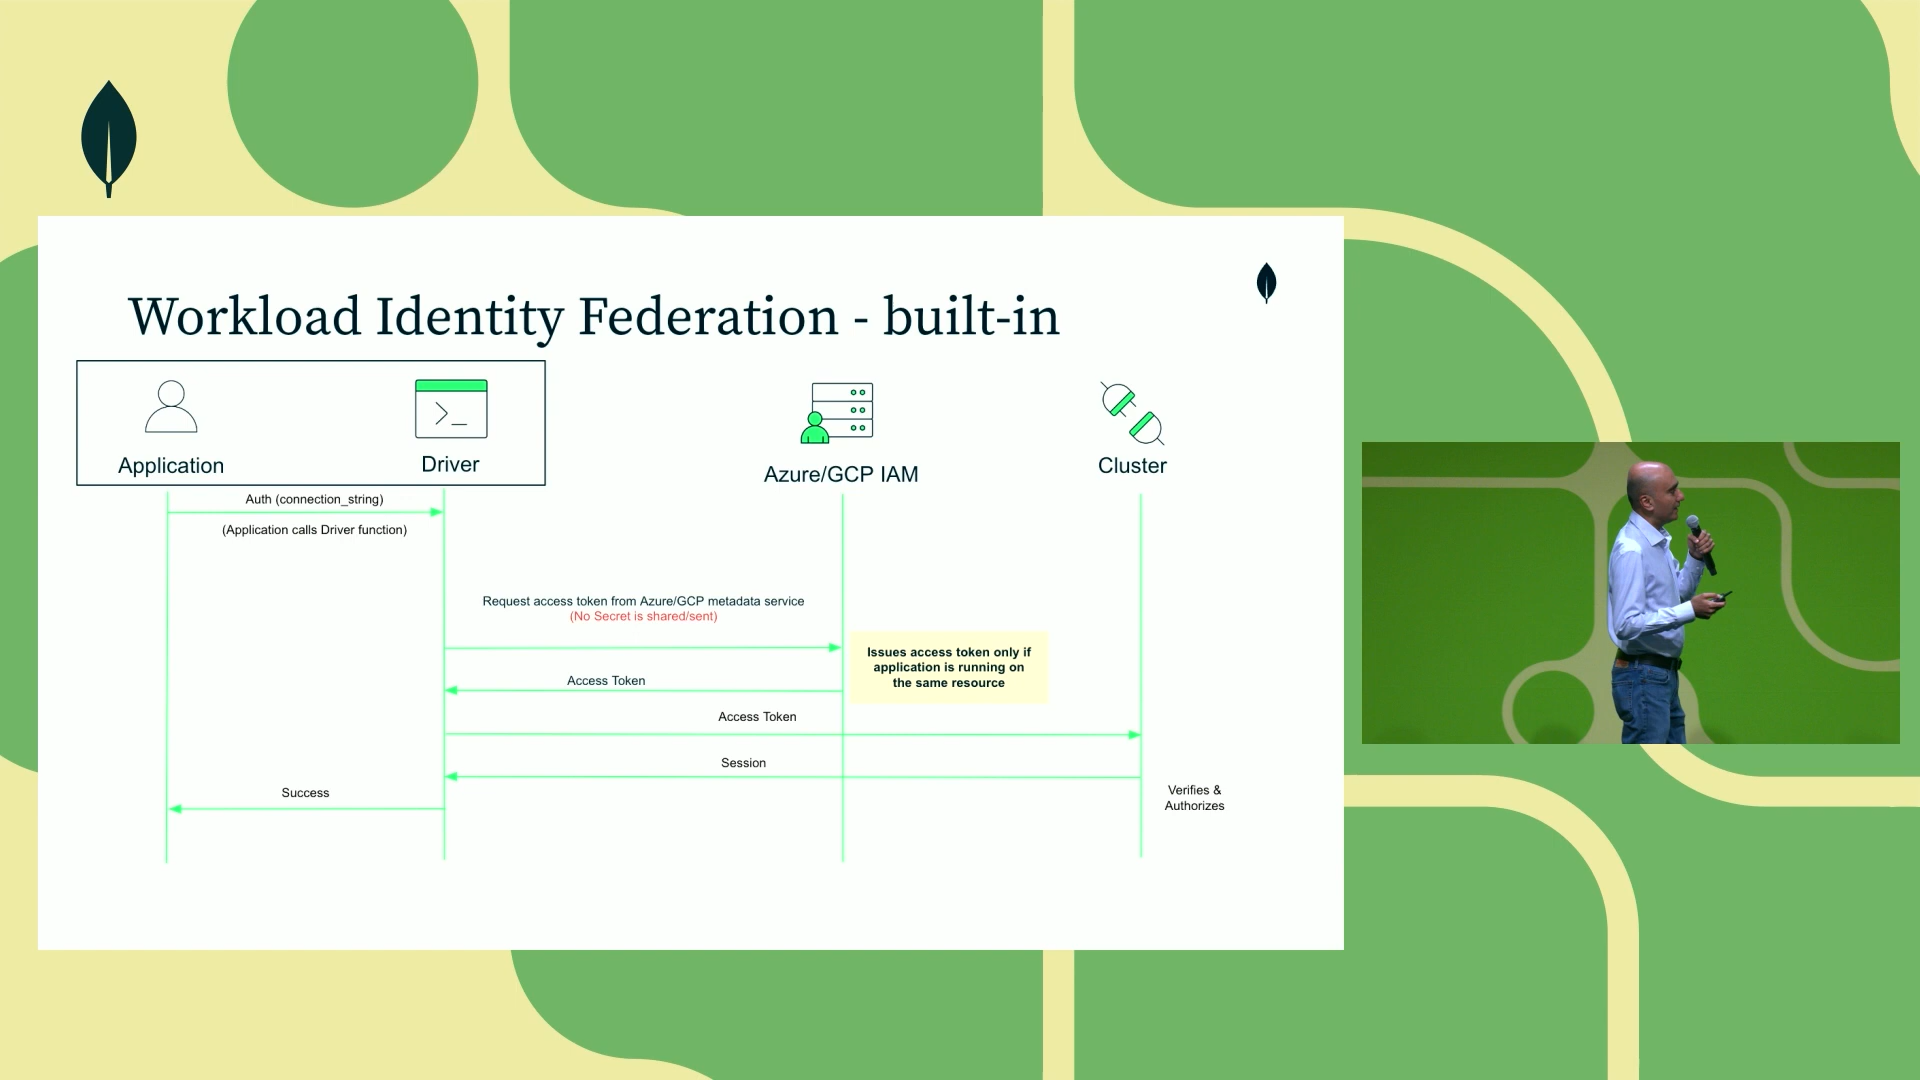 Workload Identity Federation - built-in
Application
Driver
Azure/GCP IAM
Cluster
Auth (connection_string)
(Application calls Driver function)
Request access token from Azure/GCP metadata service
(No Secret is shared/sent)
Issues access token only if
application is running on
the same resource
Access Token
Access Token
Session
Verifies &
Authorizes
Success